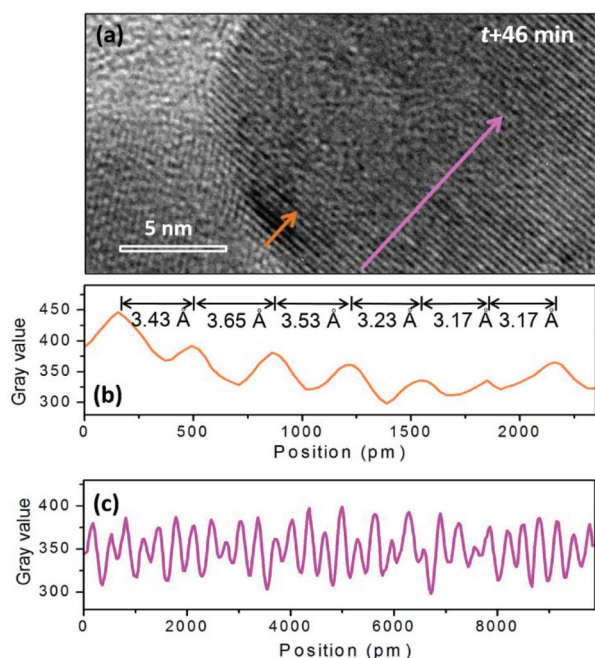 (a)
t+46 min
5 nm
3.43 Å 3.65 Å 3.53 Å 3.23 Å 3.17 Å 3.17 Å
450
400
350
300
Gray value
(b)
0 500 1000 1500 2000
Position (pm)
(c)
400
350
300
Gray value
0 2000 4000 6000 8000
Position (pm)